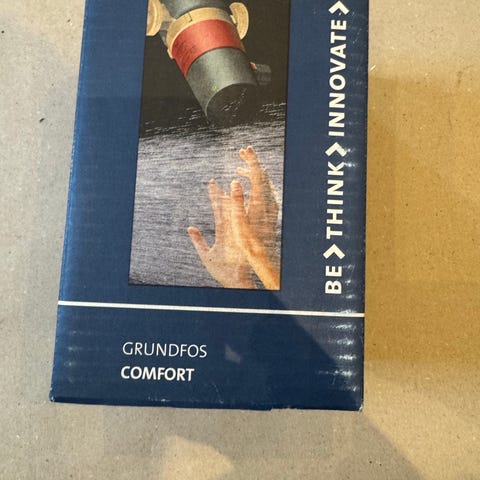 BE > THINK > INNOVATE >
GRUNDFOS
COMFORT